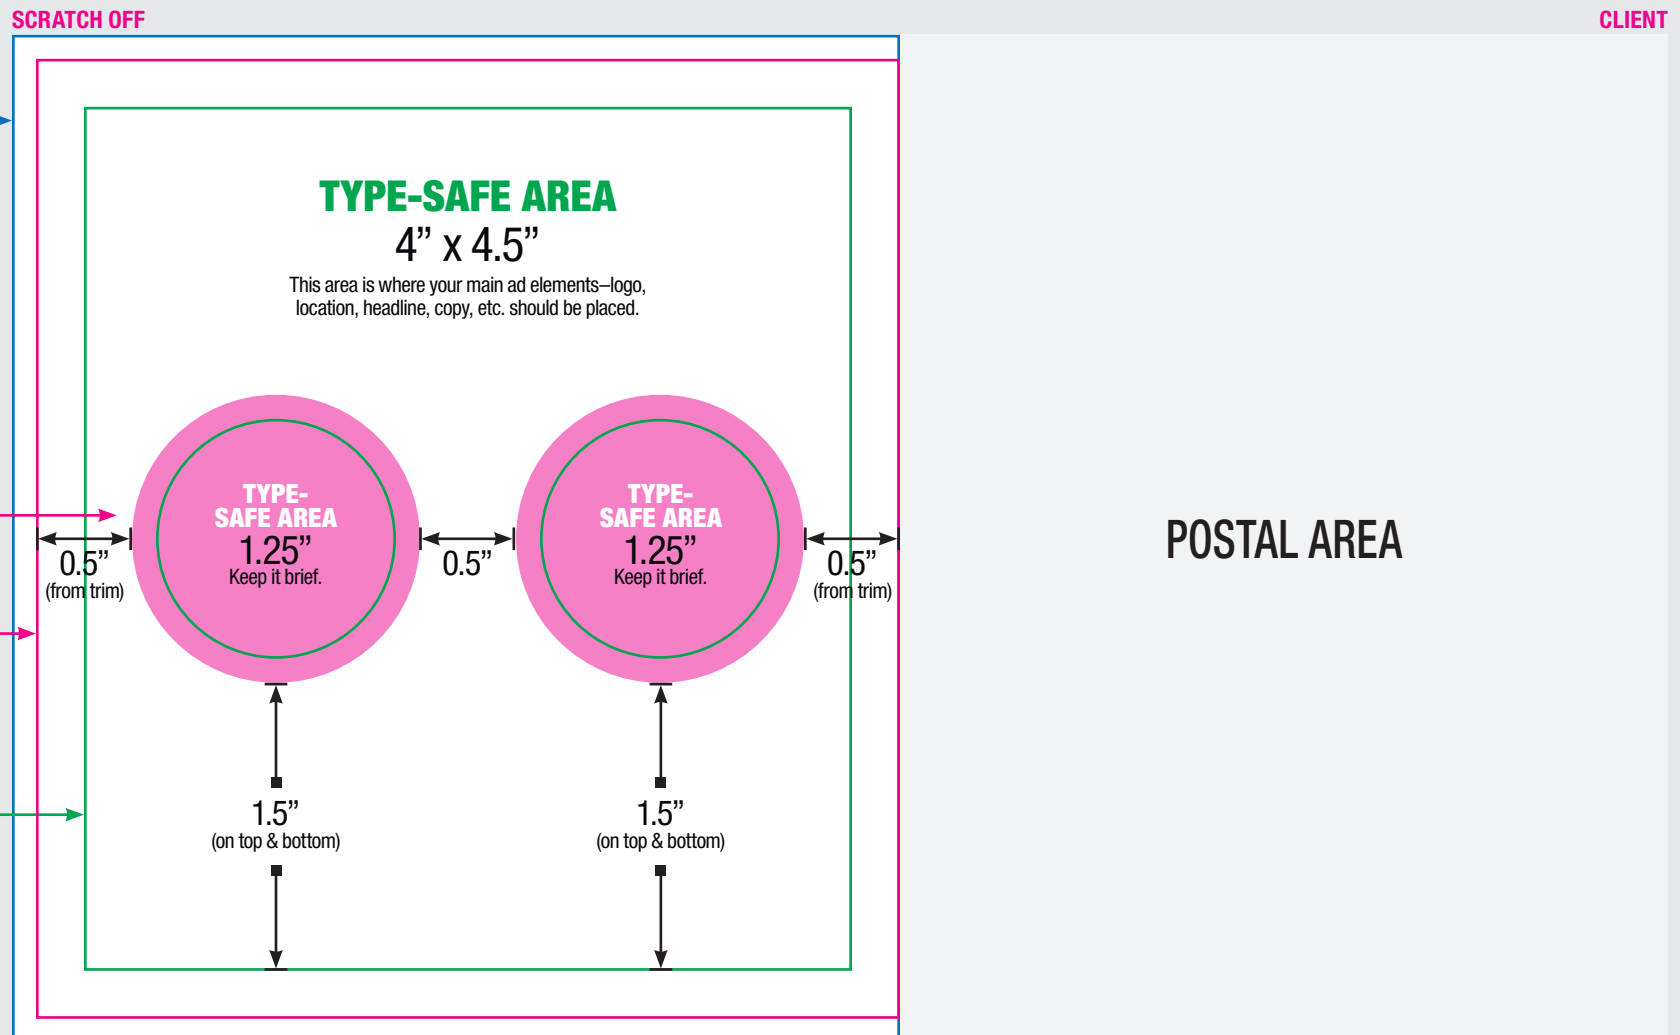 SCRATCH OFF
CLIENT
TYPE-SAFE AREA
4” x 4.5”
This area is where your main ad elements–logo,
location, headline, copy, etc. should be placed.
TYPE-
SAFE AREA
1.25”
Keep it brief.
TYPE-
SAFE AREA
1.25”
Keep it brief.
0.5”
(from trim)
0.5”
0.5”
(from trim)
POSTAL AREA
1.5”
(on top & bottom)
1.5”
(on top & bottom)